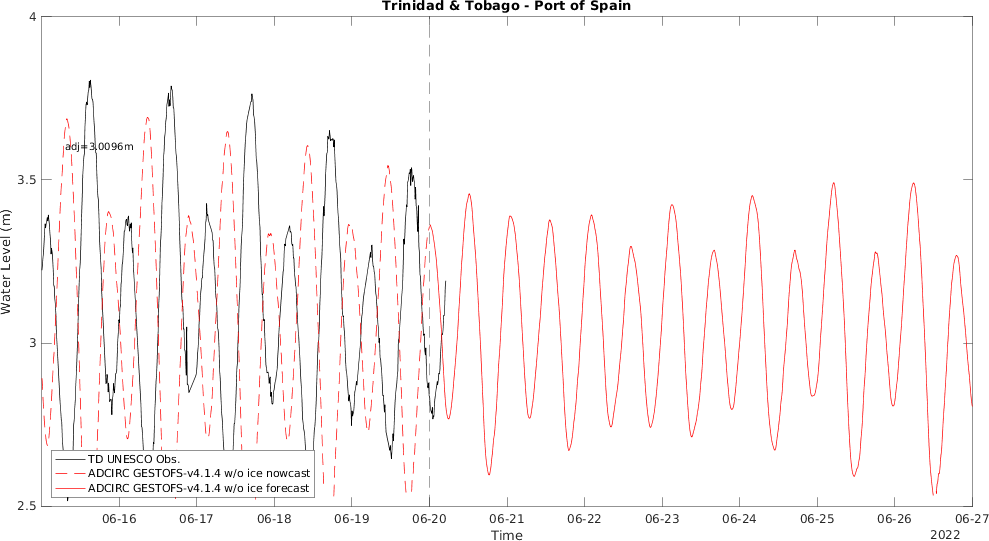 Trinidad & Tobago - Port of Spain
4
3.5
3
2.5
Water Level (m)
adj=3.0096m
TD UNESCO Obs.
ADCIRC GESTOFS-v4.1.4 w/o ice nowcast
ADCIRC GESTOFS-v4.1.4 w/o ice forecast
06-16 06-17 06-18 06-19 06-20 06-21 06-22 06-23 06-24 06-25 06-26 06-27
Time
2022